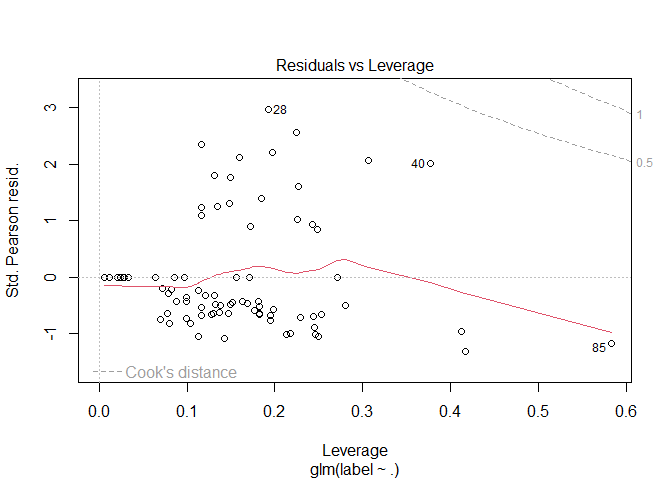 Residuals vs Leverage
Std. Pearson resid.
3
2
1
0
-1
28
40
85
1
0.5
Cook's distance
0.0 0.1 0.2 0.3 0.4 0.5 0.6
Leverage
glm(label ~ .)